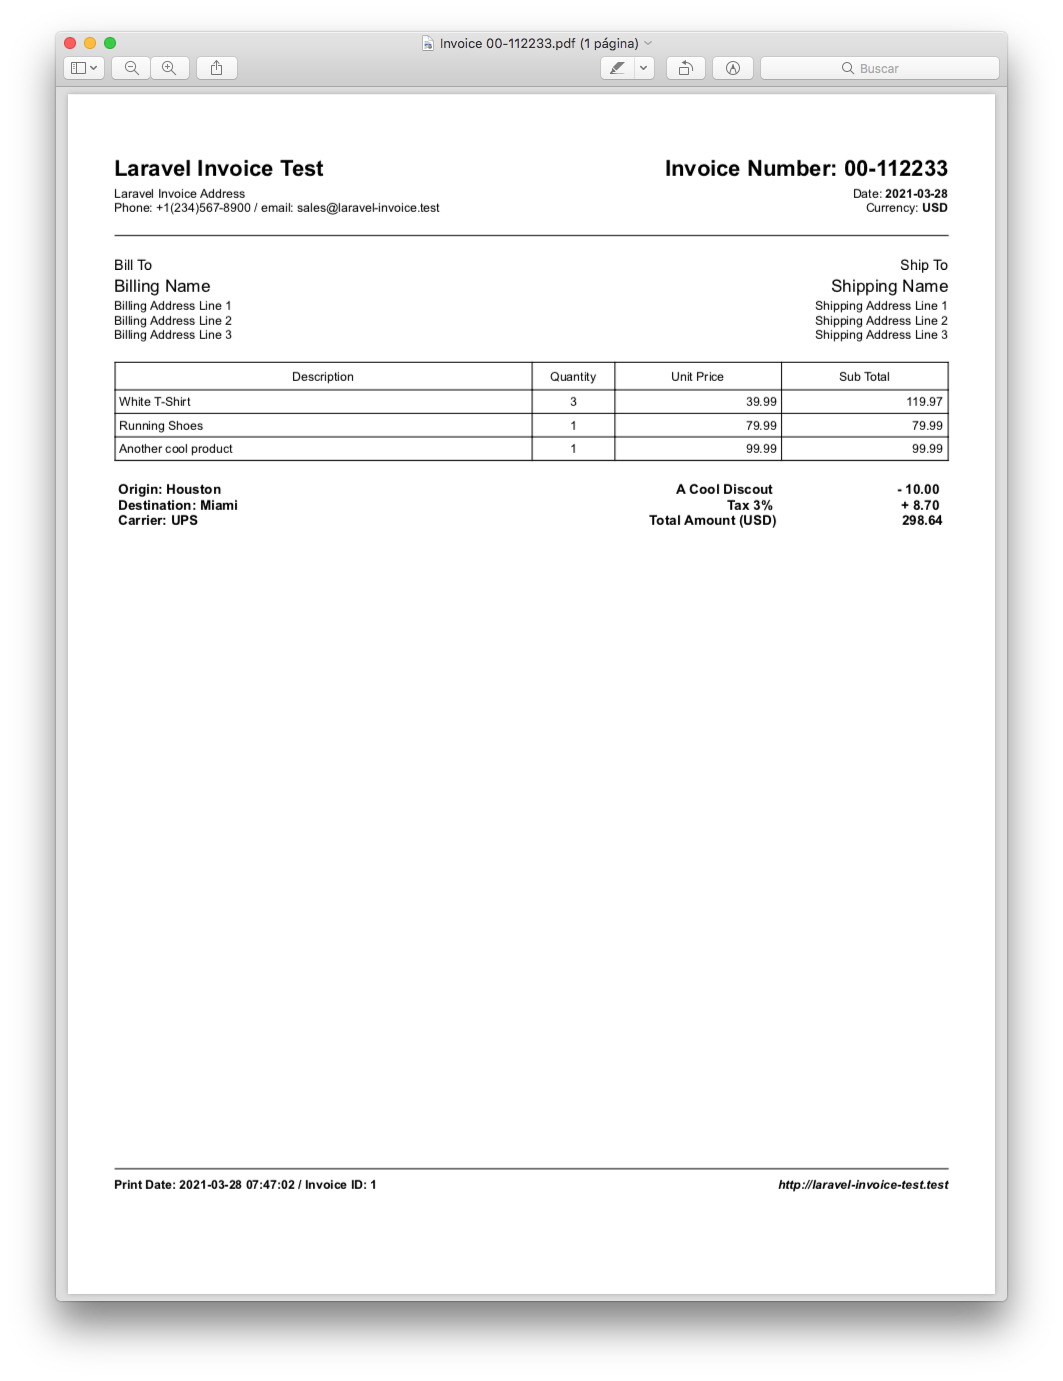 Invoice 00-112233.pdf (1 página)
Buscar
Laravel Invoice Test
Invoice Number: 00-112233
Laravel Invoice Address
Date: 2021-03-28
Phone: +1(234)567-8900 / email: sales@laravel-invoice.test
Currency: USD
Bill To
Ship To
Billing Name
Shipping Name
Billing Address Line 1
Shipping Address Line 1
Billing Address Line 2
Shipping Address Line 2
Billing Address Line 3
Shipping Address Line 3
Description Quantity Unit Price Sub Total
White T-Shirt 3 39.99 119.97
Running Shoes 1 79.99 79.99
Another cool product 1 99.99 99.99
Origin: Houston
A Cool Discout - 10.00
Destination: Miami
Tax 3% + 8.70
Carrier: UPS
Total Amount (USD) 298.64
Print Date: 2021-03-28 07:47:02 / Invoice ID: 1
http://laravel-invoice-test.test